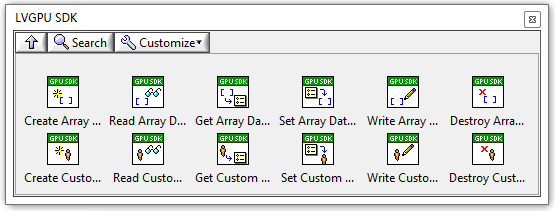 LVGPU SDK
Search Customize
GPU SDK GPU SDK GPU SDK GPU SDK GPU SDK GPU SDK
Create Array ... Read Array D... Get Array Da... Set Array Dat... Write Array ... Destroy Arra...
GPU SDK GPU SDK GPU SDK GPU SDK GPU SDK GPU SDK
Create Custo... Read Custo... Get Custom ... Set Custom ... Write Custo... Destroy Cust...